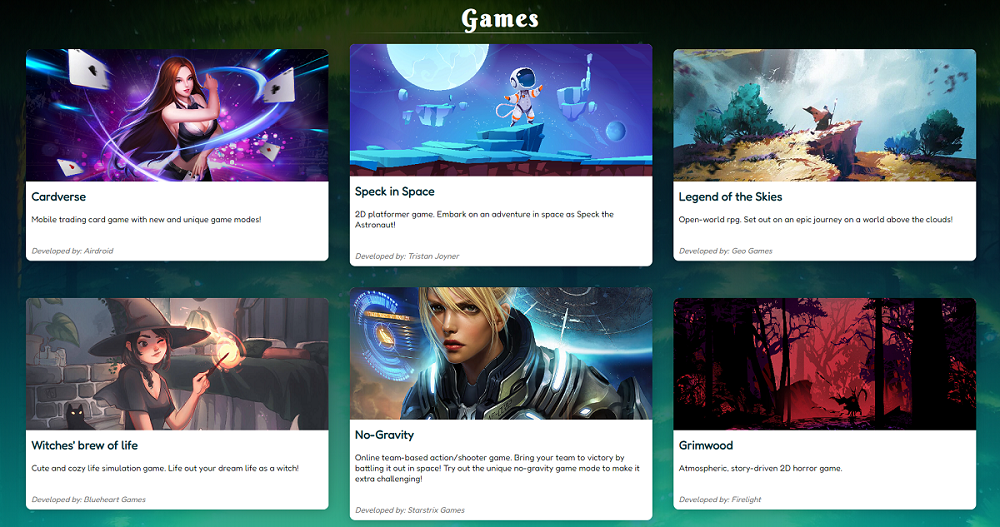 Games
Cardverse
Mobile trading card game with new and unique game modes!
Developed by: Airdroid
Speck in Space
2D platformer game. Embark on an adventure in space as Speck the
Astronaut!
Developed by: Tristan Joyner
Legend of the Skies
Open-world rpg. Set out on an epic journey on a world above the clouds!
Developed by: Geo Games
Witches' brew of life
Cute and cozy life simulation game. Life out your dream life as a witch!
Developed by: Blueheart Games
No-Gravity
Online team-based action/shooter game. Bring your team to victory by
battling it out in space! Try out the unique no-gravity game mode to make it
extra challenging!
Developed by: Starstrix Games
Grimwood
Atmospheric, story-driven 2D horror game.
Developed by: Firelight